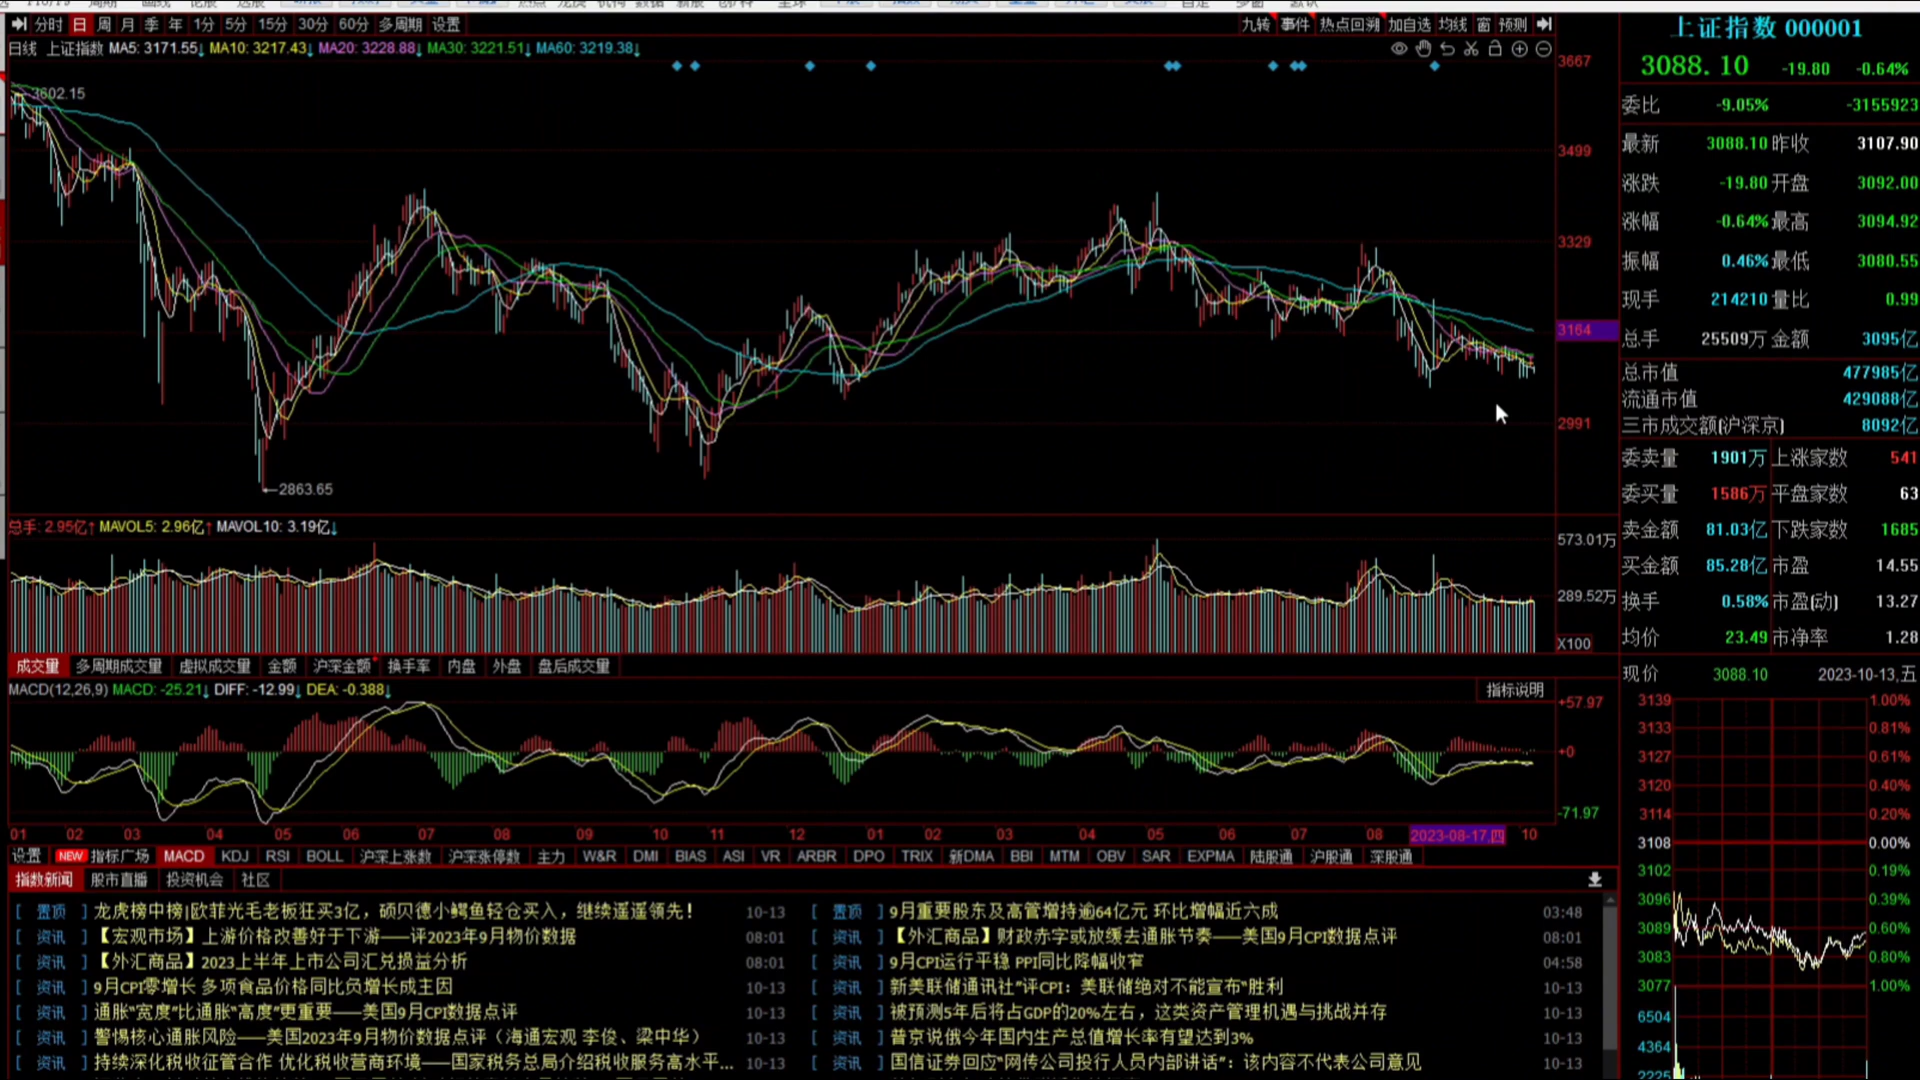 分时 日 周 月 季 年 1分 5分 15分 30分 60分 多周期 设置
九转 事件 热点回溯 加自选 均线 窗 预测
日线 上证指数 MA5: 3171.55↓ MA10: 3217.43↓ MA20: 3228.88↓ MA30: 3221.51↓ MA60: 3219.38↓
3602.15
←2863.65
3667
3499
3329
3164
2991
总手: 2.95亿↑ MAVOL5: 2.96亿↑ MAVOL10: 3.19亿↓
573.01万
289.52万
X100
成交量 多周期成交量 虚拟成交量 金额 沪深金额 换手率 内盘 外盘 盘后成交量
MACD(12,26,9) MACD: -25.21↓ DIFF: -12.99↓ DEA: -0.388↓
指标说明
+57.97
+0
-71.97
01 02 03 04 05 06 07 08 09 10 11 12 01 02 03 04 05 06 07 08 2023-08-17,四 10
设置 NEW 指标广场 MACD KDJ RSI BOLL 沪深上涨数 沪深涨停数 主力 W&R DMI BIAS ASI VR ARBR DPO TRIX 新DMA BBI MTM OBV SAR EXPMA 陆股通 沪股通 深股通
指数新闻 股市直播 投资机会 社区
[ 置顶 ] 龙虎榜中榜|欧菲光毛老板狂买3亿，硕贝德小鳄鱼轻仓买入，继续遥遥领先！ 10-13
[ 资讯 ] 【宏观市场】上游价格改善好于下游——评2023年9月物价数据 08:01
[ 资讯 ] 【外汇商品】2023上半年上市公司汇兑损益分析 08:01
[ 资讯 ] 9月CPI零增长 多项食品价格同比负增长成主因 10-13
[ 资讯 ] 通胀“宽度”比通胀“高度”更重要——美国9月CPI数据点评 10-13
[ 资讯 ] 警惕核心通胀风险——美国2023年9月物价数据点评（海通宏观 李俊、梁中华） 10-13
[ 资讯 ] 持续深化税收征管合作 优化税收营商环境——国家税务总局介绍税收服务高水平... 10-13
[ 置顶 ] 9月重要股东及高管增持逾64亿元 环比增幅近六成 03:48
[ 资讯 ] 【外汇商品】财政赤字或放缓去通胀节奏——美国9月CPI数据点评 08:01
[ 资讯 ] 9月CPI运行平稳 PPI同比降幅收窄 04:58
[ 资讯 ] 新美联储通讯社”评CPI：美联储绝对不能宣布“胜利 10-13
[ 资讯 ] 被预测5年后将占GDP的20%左右，这类资产管理机遇与挑战并存 10-13
[ 资讯 ] 普京说俄今年国内生产总值增长率有望达到3% 10-13
[ 资讯 ] 国信证券回应“网传公司投行人员内部讲话”：该内容不代表公司意见 10-13
上证指数 000001
3088.10 -19.80 -0.64%
委比 -9.05% -3155923
最新 3088.10 昨收 3107.90
涨跌 -19.80 开盘 3092.00
涨幅 -0.64% 最高 3094.92
振幅 0.46% 最低 3080.55
现手 214210 量比 0.99
总手 25509万 金额 3095亿
总市值 477985亿
流通市值 429088亿
三市成交额(沪深京) 8092亿
委卖量 1901万 上涨家数 541
委买量 1586万 平盘家数 63
卖金额 81.03亿 下跌家数 1685
买金额 85.28亿 市盈 14.55
换手 0.58% 市盈(动) 13.27
均价 23.49 市净率 1.28
现价 3088.10 2023-10-13,五
3139 1.00%
3133 0.81%
3127 0.61%
3120 0.40%
3114 0.20%
3108 0.00%
3102 0.19%
3096 0.39%
3089 0.60%
3083 0.80%
3077 1.00%
6504
4364
2225